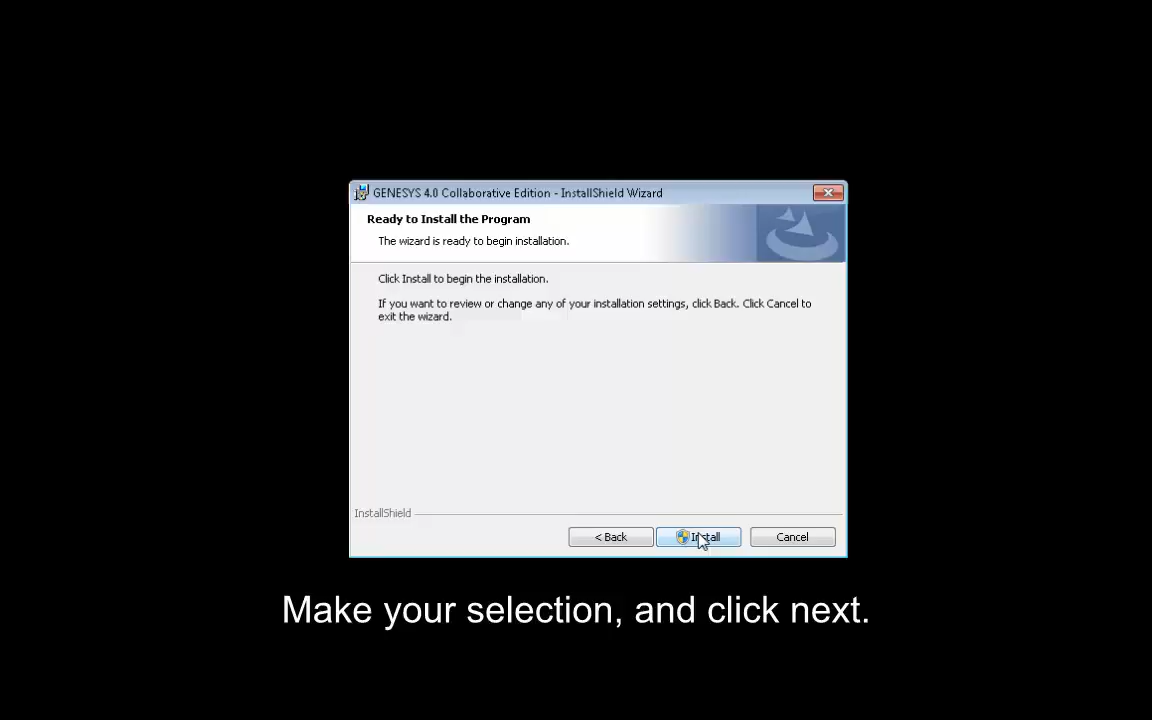 GENESYS 4.0 Collaborative Edition - InstallShield Wizard
Ready to Install the Program
The wizard is ready to begin installation.
Click Install to begin the installation.
If you want to review or change any of your installation settings, click Back. Click Cancel to
exit the wizard.
InstallShield
< Back
Install
Cancel
Make your selection, and click next.